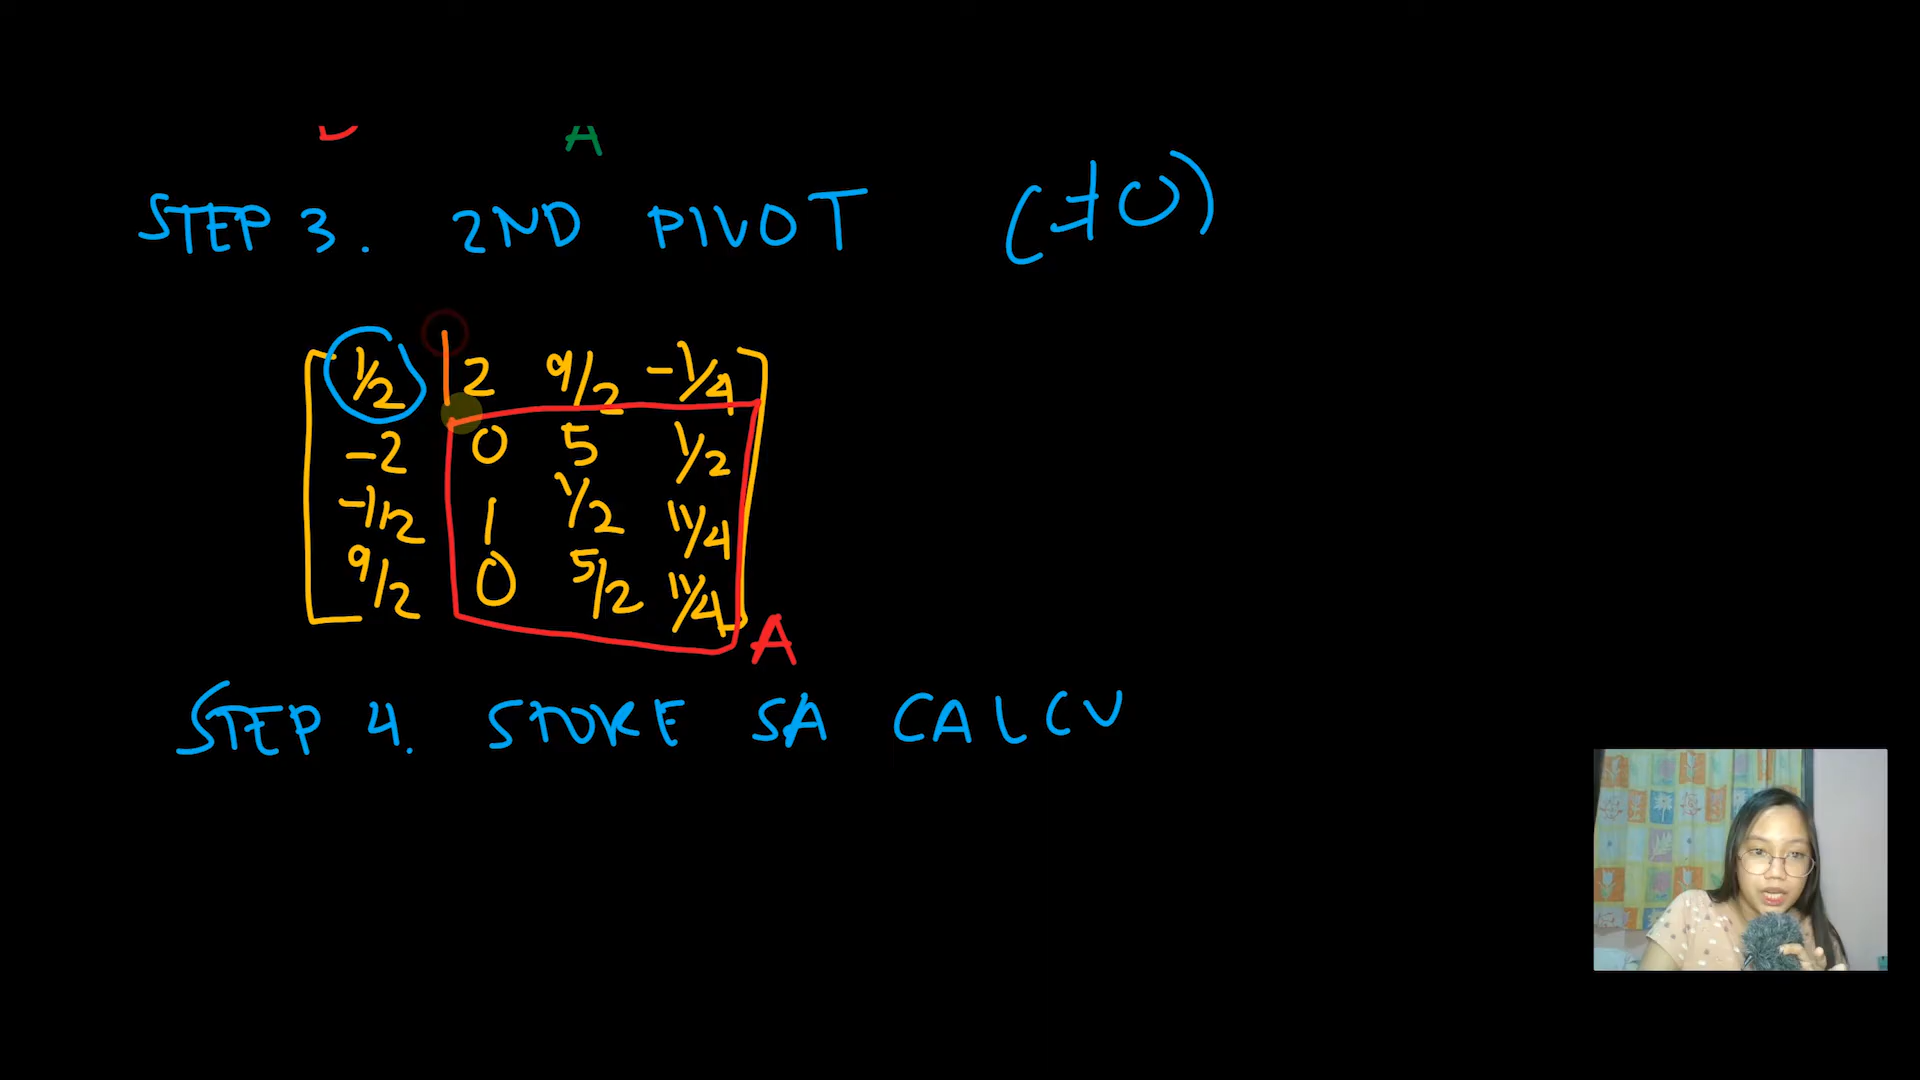 A
STEP 3. 2ND PIVOT (≠0)
1/2 2 9/2 -1/4
-2 0 5 1/2
-1/2 1 1/2 11/4
9/2 0 5/2 11/4
A
STEP 4. STORE SA CALCU